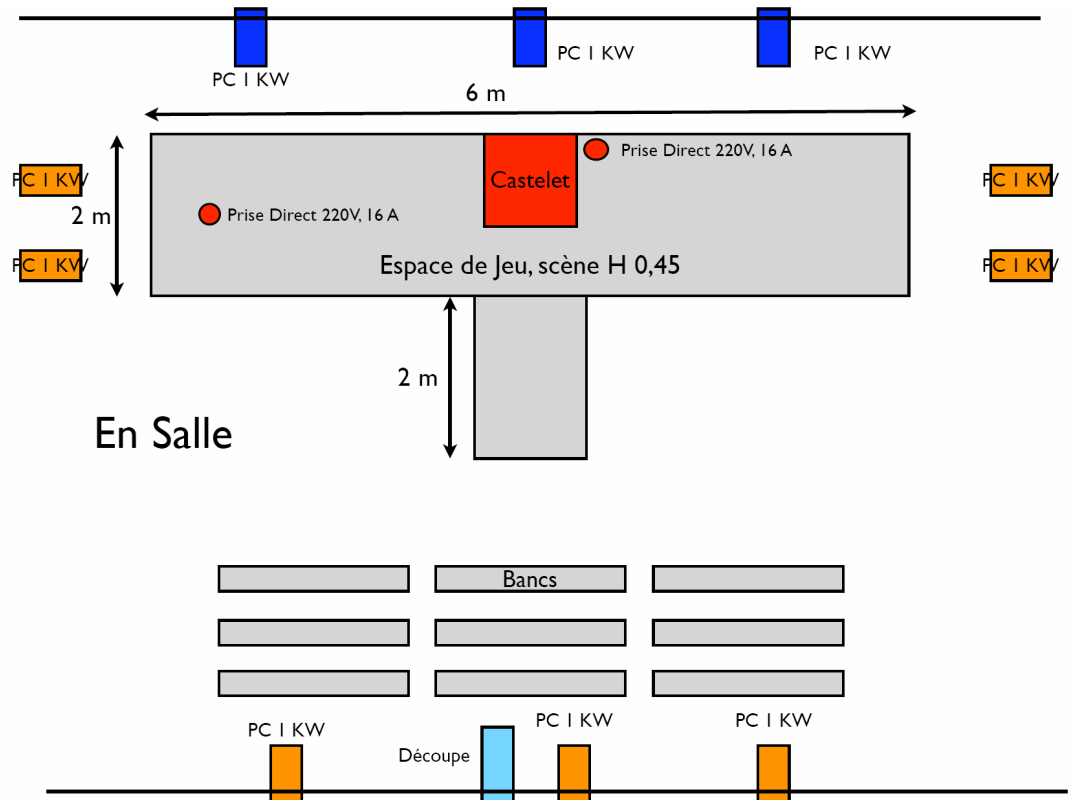 PC 1 KW
PC 1 KW
PC 1 KW
6 m
Castelet
Prise Direct 220V, 16 A
PC 1 KW
PC 1 KW
2 m
Prise Direct 220V, 16 A
PC 1 KW
PC 1 KW
Espace de Jeu, scène H 0,45
2 m
En Salle
Bancs
PC 1 KW
PC 1 KW
PC 1 KW
Découpe